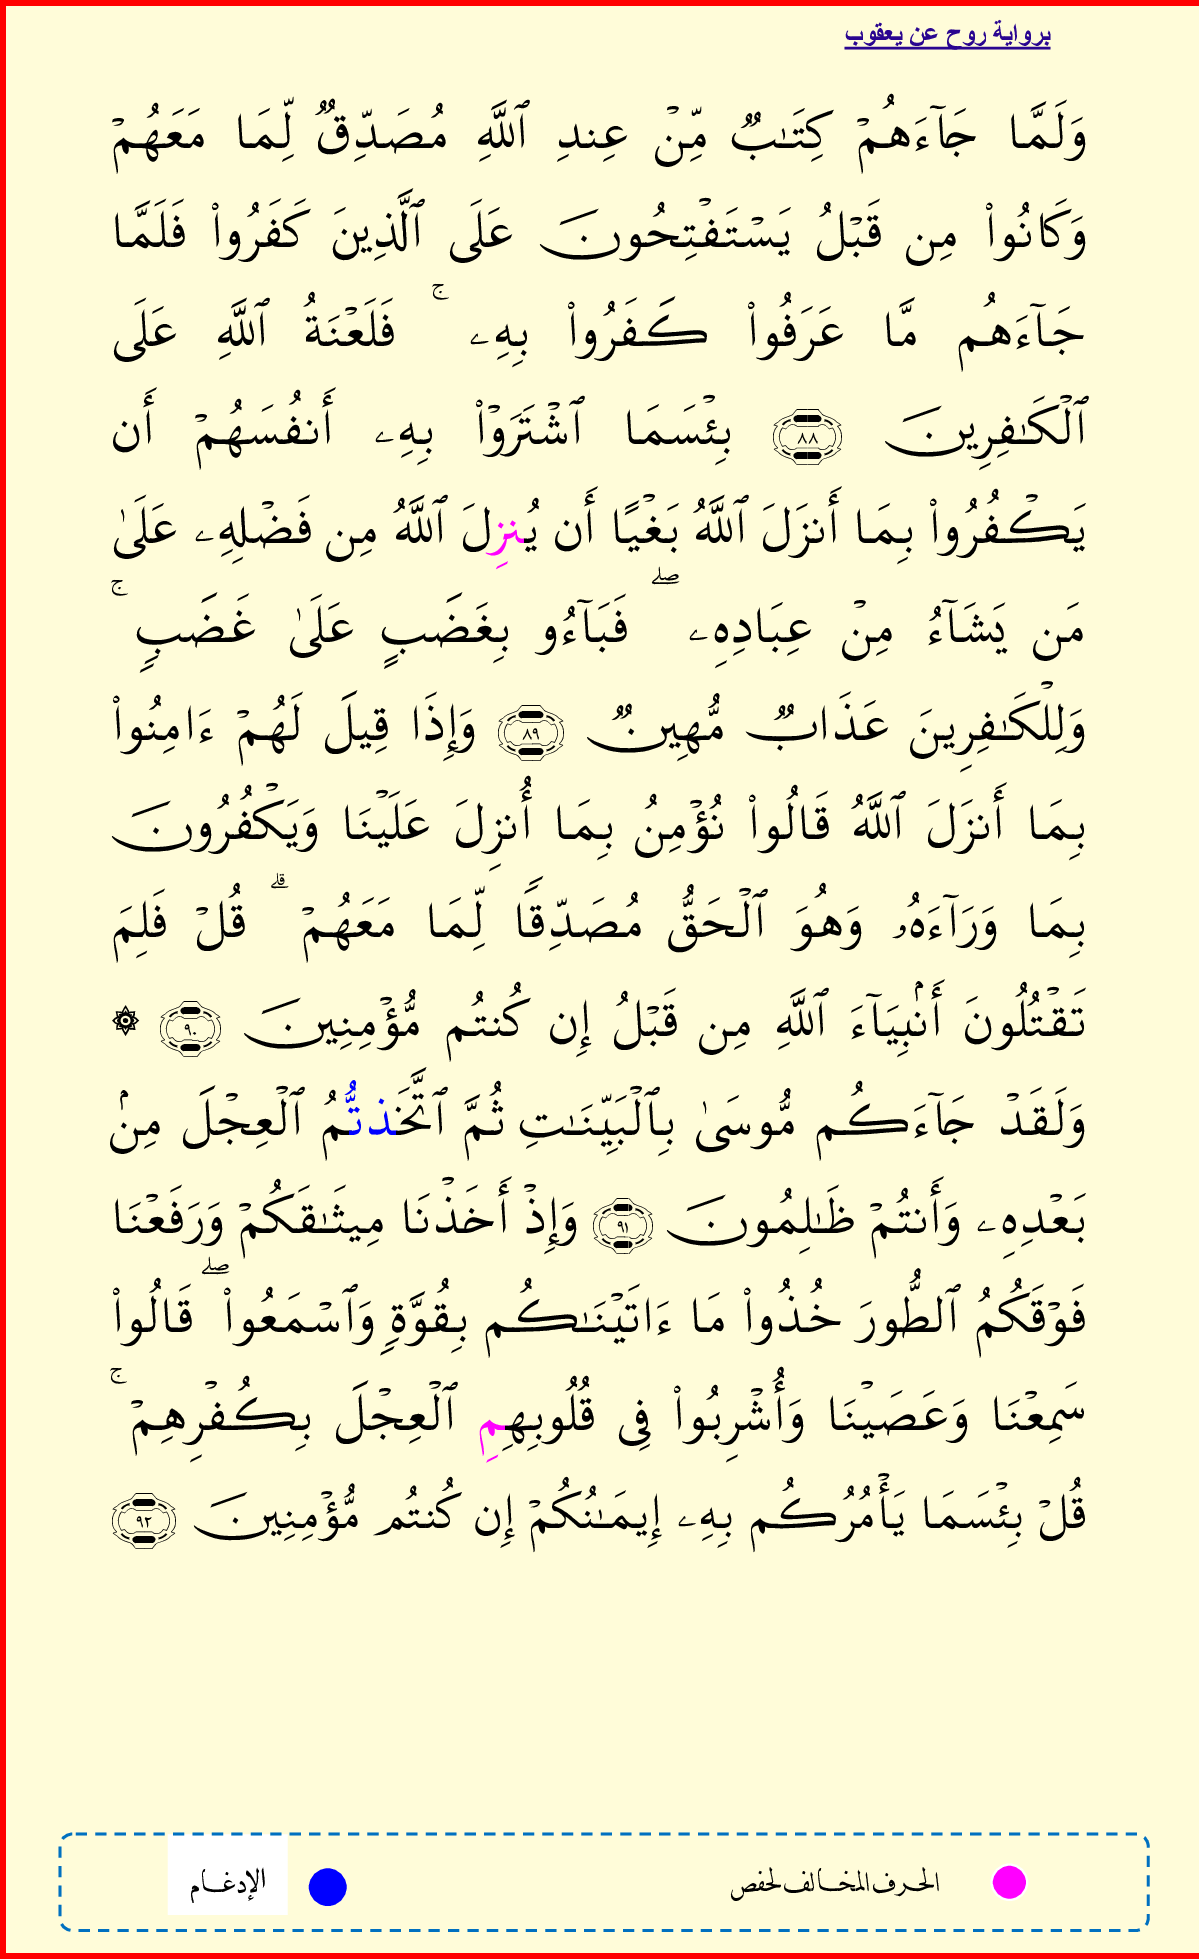 برواية روح عن يعقوب
وَلَمَّا جَآءَهُمۡ كِتَٰبٞ مِّنۡ عِندِ ٱللَّهِ مُصَدِّقٞ لِّمَا مَعَهُمۡ
وَكَانُواْ مِن قَبۡلُ يَسۡتَفۡتِحُونَ عَلَى ٱلَّذِينَ كَفَرُواْ فَلَمَّا
جَآءَهُم مَّا عَرَفُواْ كَفَرُواْ بِهِۦ ۚ فَلَعۡنَةُ ٱللَّهِ عَلَى
ٱلۡكَٰفِرِينَ ٨٨ بِئۡسَمَا ٱشۡتَرَوۡاْ بِهِۦ أَنفُسَهُمۡ أَن
يَكۡفُرُواْ بِمَا أَنزَلَ ٱللَّهُ بَغۡيًا أَن يُنزِلَ ٱللَّهُ مِن فَضۡلِهِۦ عَلَىٰ
مَن يَشَآءُ مِنۡ عِبَادِهِۦ ۖ فَبَآءُو بِغَضَبٍ عَلَىٰ غَضَبٖ ۚ
وَلِلۡكَٰفِرِينَ عَذَابٞ مُّهِينٞ ٨٩ وَإِذَا قِيلَ لَهُمۡ ءَامِنُواْ
بِمَا أَنزَلَ ٱللَّهُ قَالُواْ نُؤۡمِنُ بِمَا أُنزِلَ عَلَيۡنَا وَيَكۡفُرُونَ
بِمَا وَرَآءَهُۥ وَهُوَ ٱلۡحَقُّ مُصَدِّقٗا لِّمَا مَعَهُمۡ ۗ قُلۡ فَلِمَ
تَقۡتُلُونَ أَنۢبِيَآءَ ٱللَّهِ مِن قَبۡلُ إِن كُنتُم مُّؤۡمِنِينَ ٩٠ ۞
وَلَقَدۡ جَآءَكُم مُّوسَىٰ بِٱلۡبَيِّنَٰتِ ثُمَّ ٱتَّخَذتُّمُ ٱلۡعِجۡلَ مِنۢ
بَعۡدِهِۦ وَأَنتُمۡ ظَٰلِمُونَ ٩١ وَإِذۡ أَخَذۡنَا مِيثَٰقَكُمۡ وَرَفَعۡنَا
فَوۡقَكُمُ ٱلطُّورَ خُذُواْ مَا ءَاتَيۡنَٰكُم بِقُوَّةٖ وَٱسۡمَعُواْ ۖ قَالُواْ
سَمِعۡنَا وَعَصَيۡنَا وَأُشۡرِبُواْ فِي قُلُوبِهِمِ ٱلۡعِجۡلَ بِكُفۡرِهِمۡ ۚ
قُلۡ بِئۡسَمَا يَأۡمُرُكُم بِهِۦ إِيمَٰنُكُمۡ إِن كُنتُم مُّؤۡمِنِينَ ٩٢
الحرف المخالف لحفص الإدغام